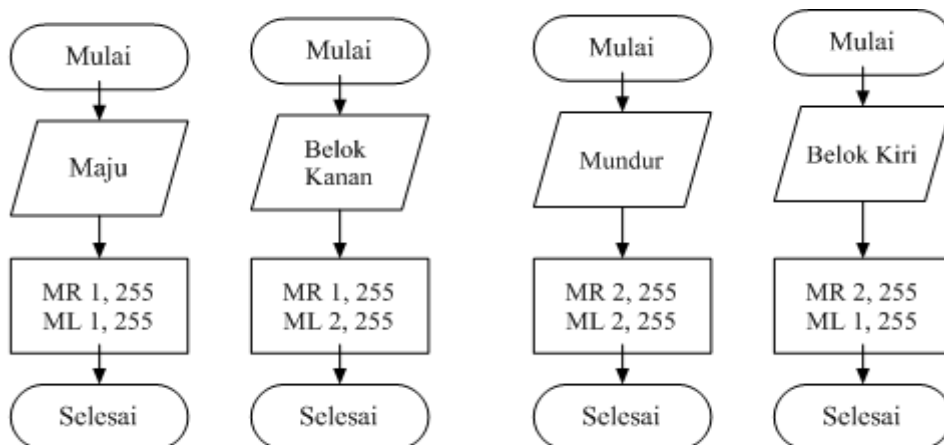 Mulai
Maju
MR 1, 255
ML 1, 255
Selesai
Mulai
Belok
Kanan
MR 1, 255
ML 2, 255
Selesai
Mulai
Mundur
MR 2, 255
ML 2, 255
Selesai
Mulai
Belok Kiri
MR 2, 255
ML 1, 255
Selesai